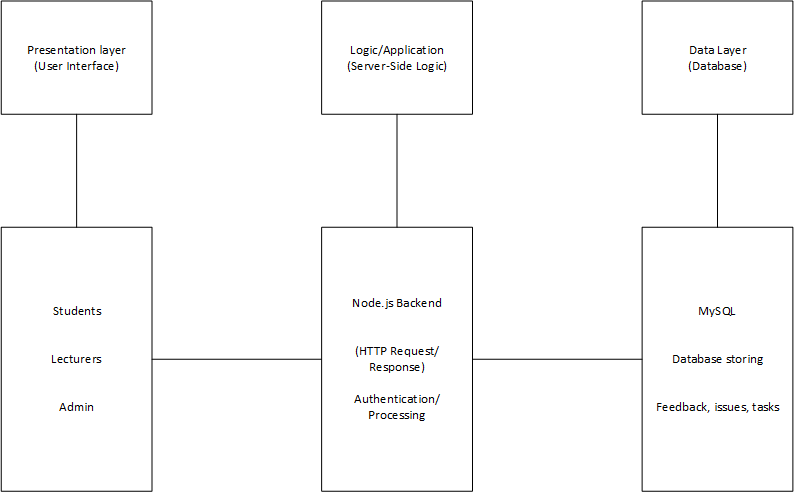 Presentation layer
(User Interface)
Logic/Application
(Server-Side Logic)
Data Layer
(Database)
Students
Lecturers
Admin
Node.js Backend
(HTTP Request/
Response)
Authentication/
Processing
MySQL
Database storing
Feedback, issues, tasks